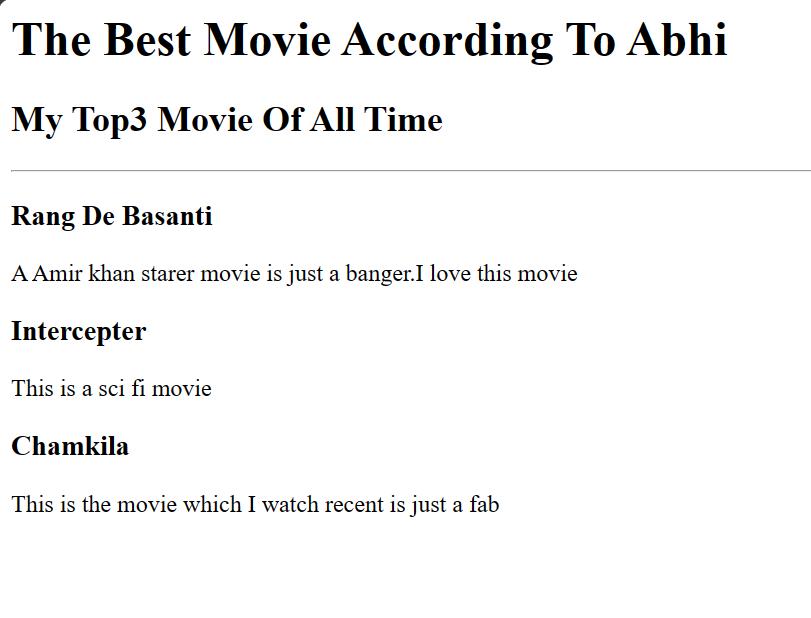 The Best Movie According To Abhi
My Top3 Movie Of All Time
Rang De Basanti
A Amir khan starer movie is just a banger.I love this movie
Intercepter
This is a sci fi movie
Chamkila
This is the movie which I watch recent is just a fab